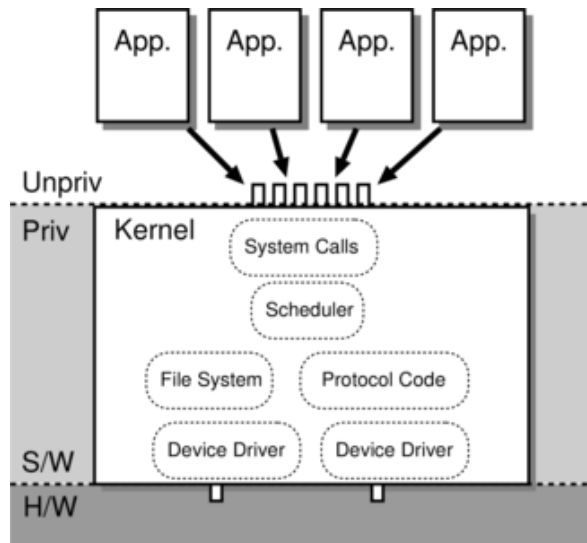 App.
App.
App.
App.
Unpriv
Priv
Kernel
System Calls
Scheduler
File System
Protocol Code
Device Driver
Device Driver
S/W
H/W